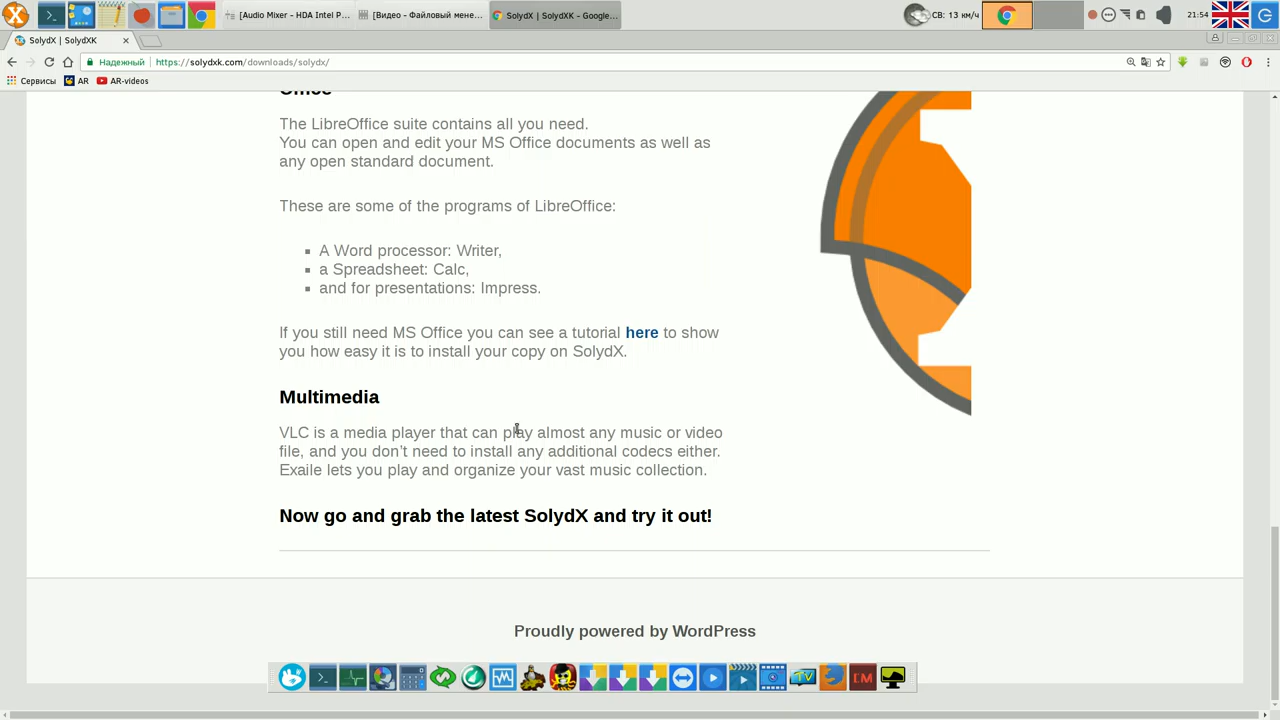 [Audio Mixer - HDA Intel P...
[Видео - Файловый мене...
SolydX | SolydXK - Google...
СВ: 13 км/ч
21:54
SolydX | SolydXK
Надежный
https://solydxk.com/downloads/solydx/
Сервисы
AR
AR-videos
Office
The LibreOffice suite contains all you need.
You can open and edit your MS Office documents as well as
any open standard document.
These are some of the programs of LibreOffice:
A Word processor: Writer,
a Spreadsheet: Calc,
and for presentations: Impress.
If you still need MS Office you can see a tutorial here to show
you how easy it is to install your copy on SolydX.
Multimedia
VLC is a media player that can play almost any music or video
file, and you don’t need to install any additional codecs either.
Exaile lets you play and organize your vast music collection.
Now go and grab the latest SolydX and try it out!
Proudly powered by WordPress
TV